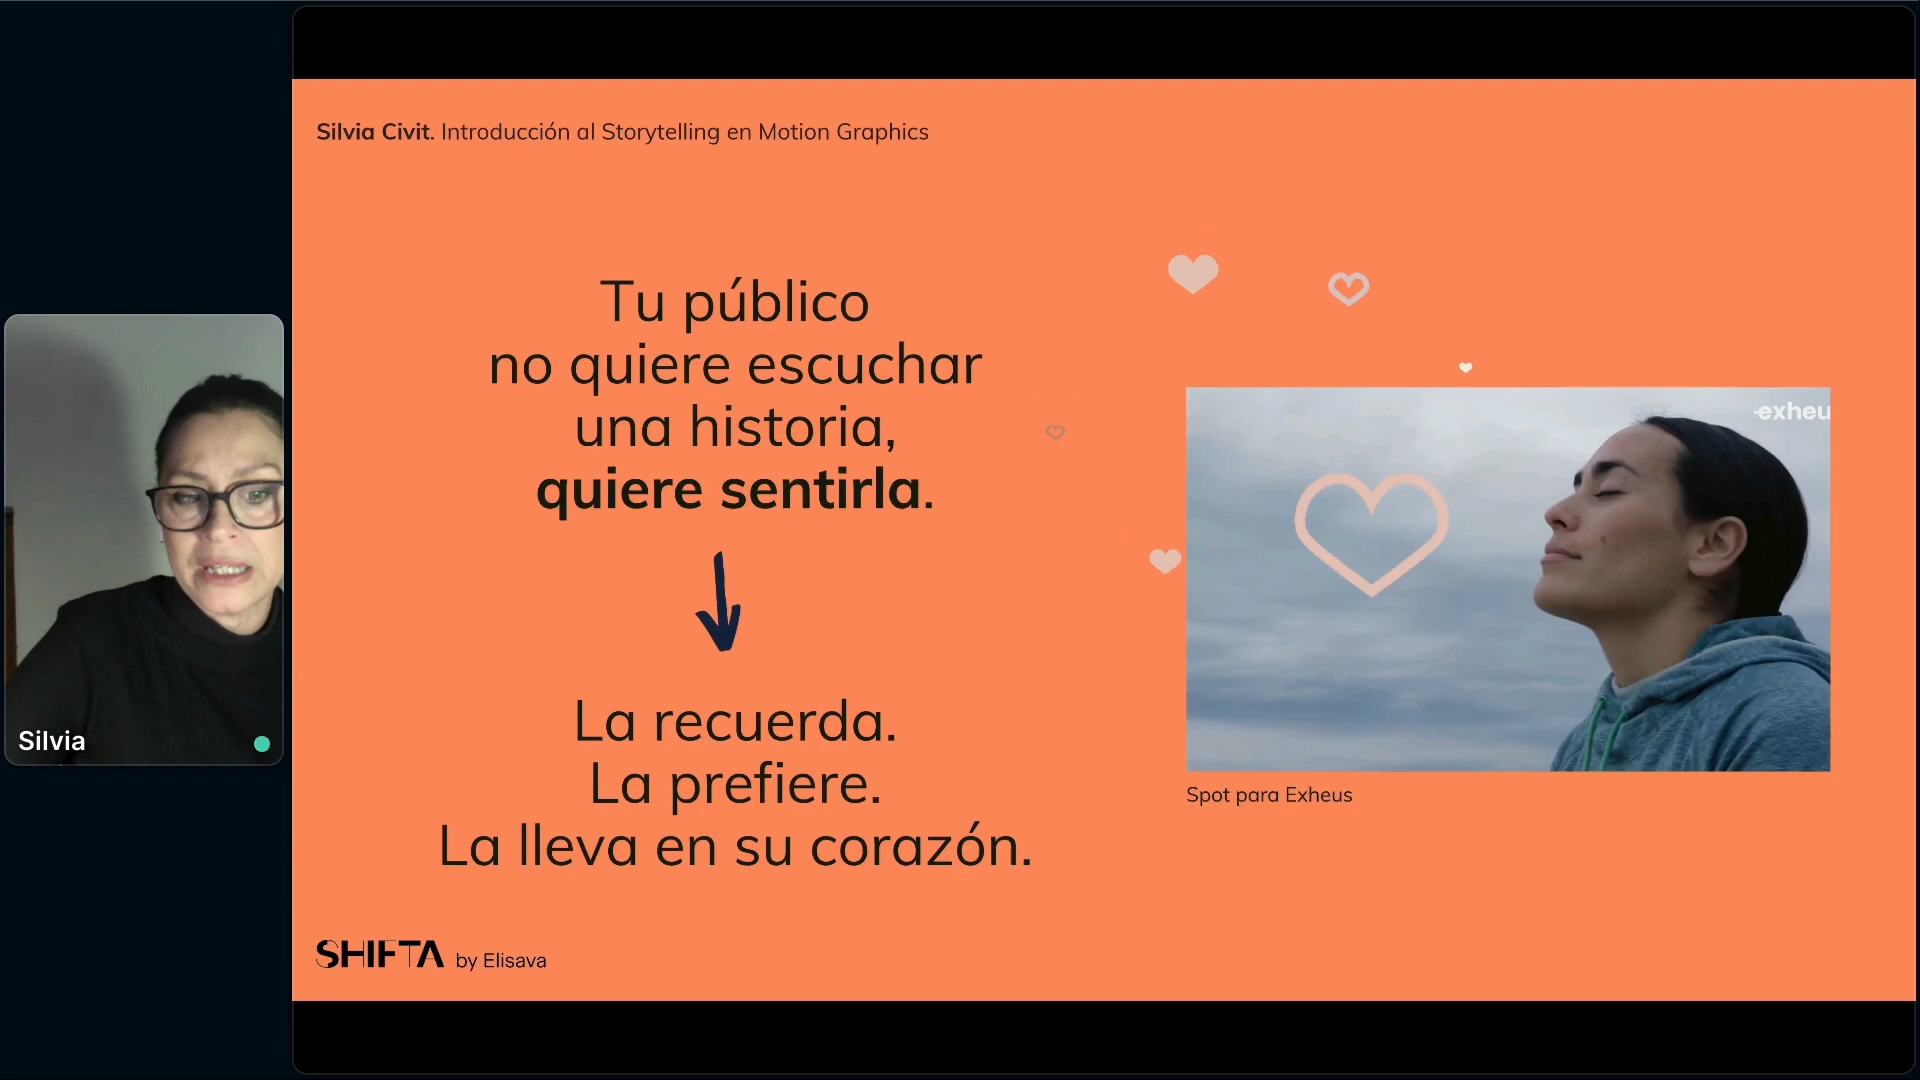 Silvia Civit. Introducción al Storytelling en Motion Graphics
Tu público
no quiere escuchar
una historia,
quiere sentirla.
La recuerda.
La prefiere.
La lleva en su corazón.
exheu
Spot para Exheus
SHIFTA by Elisava
Silvia